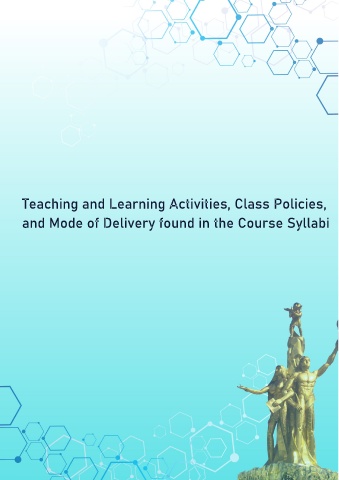 Teaching and Learning Activities, Class Policies,
and Mode of Delivery found in the Course Syllabi